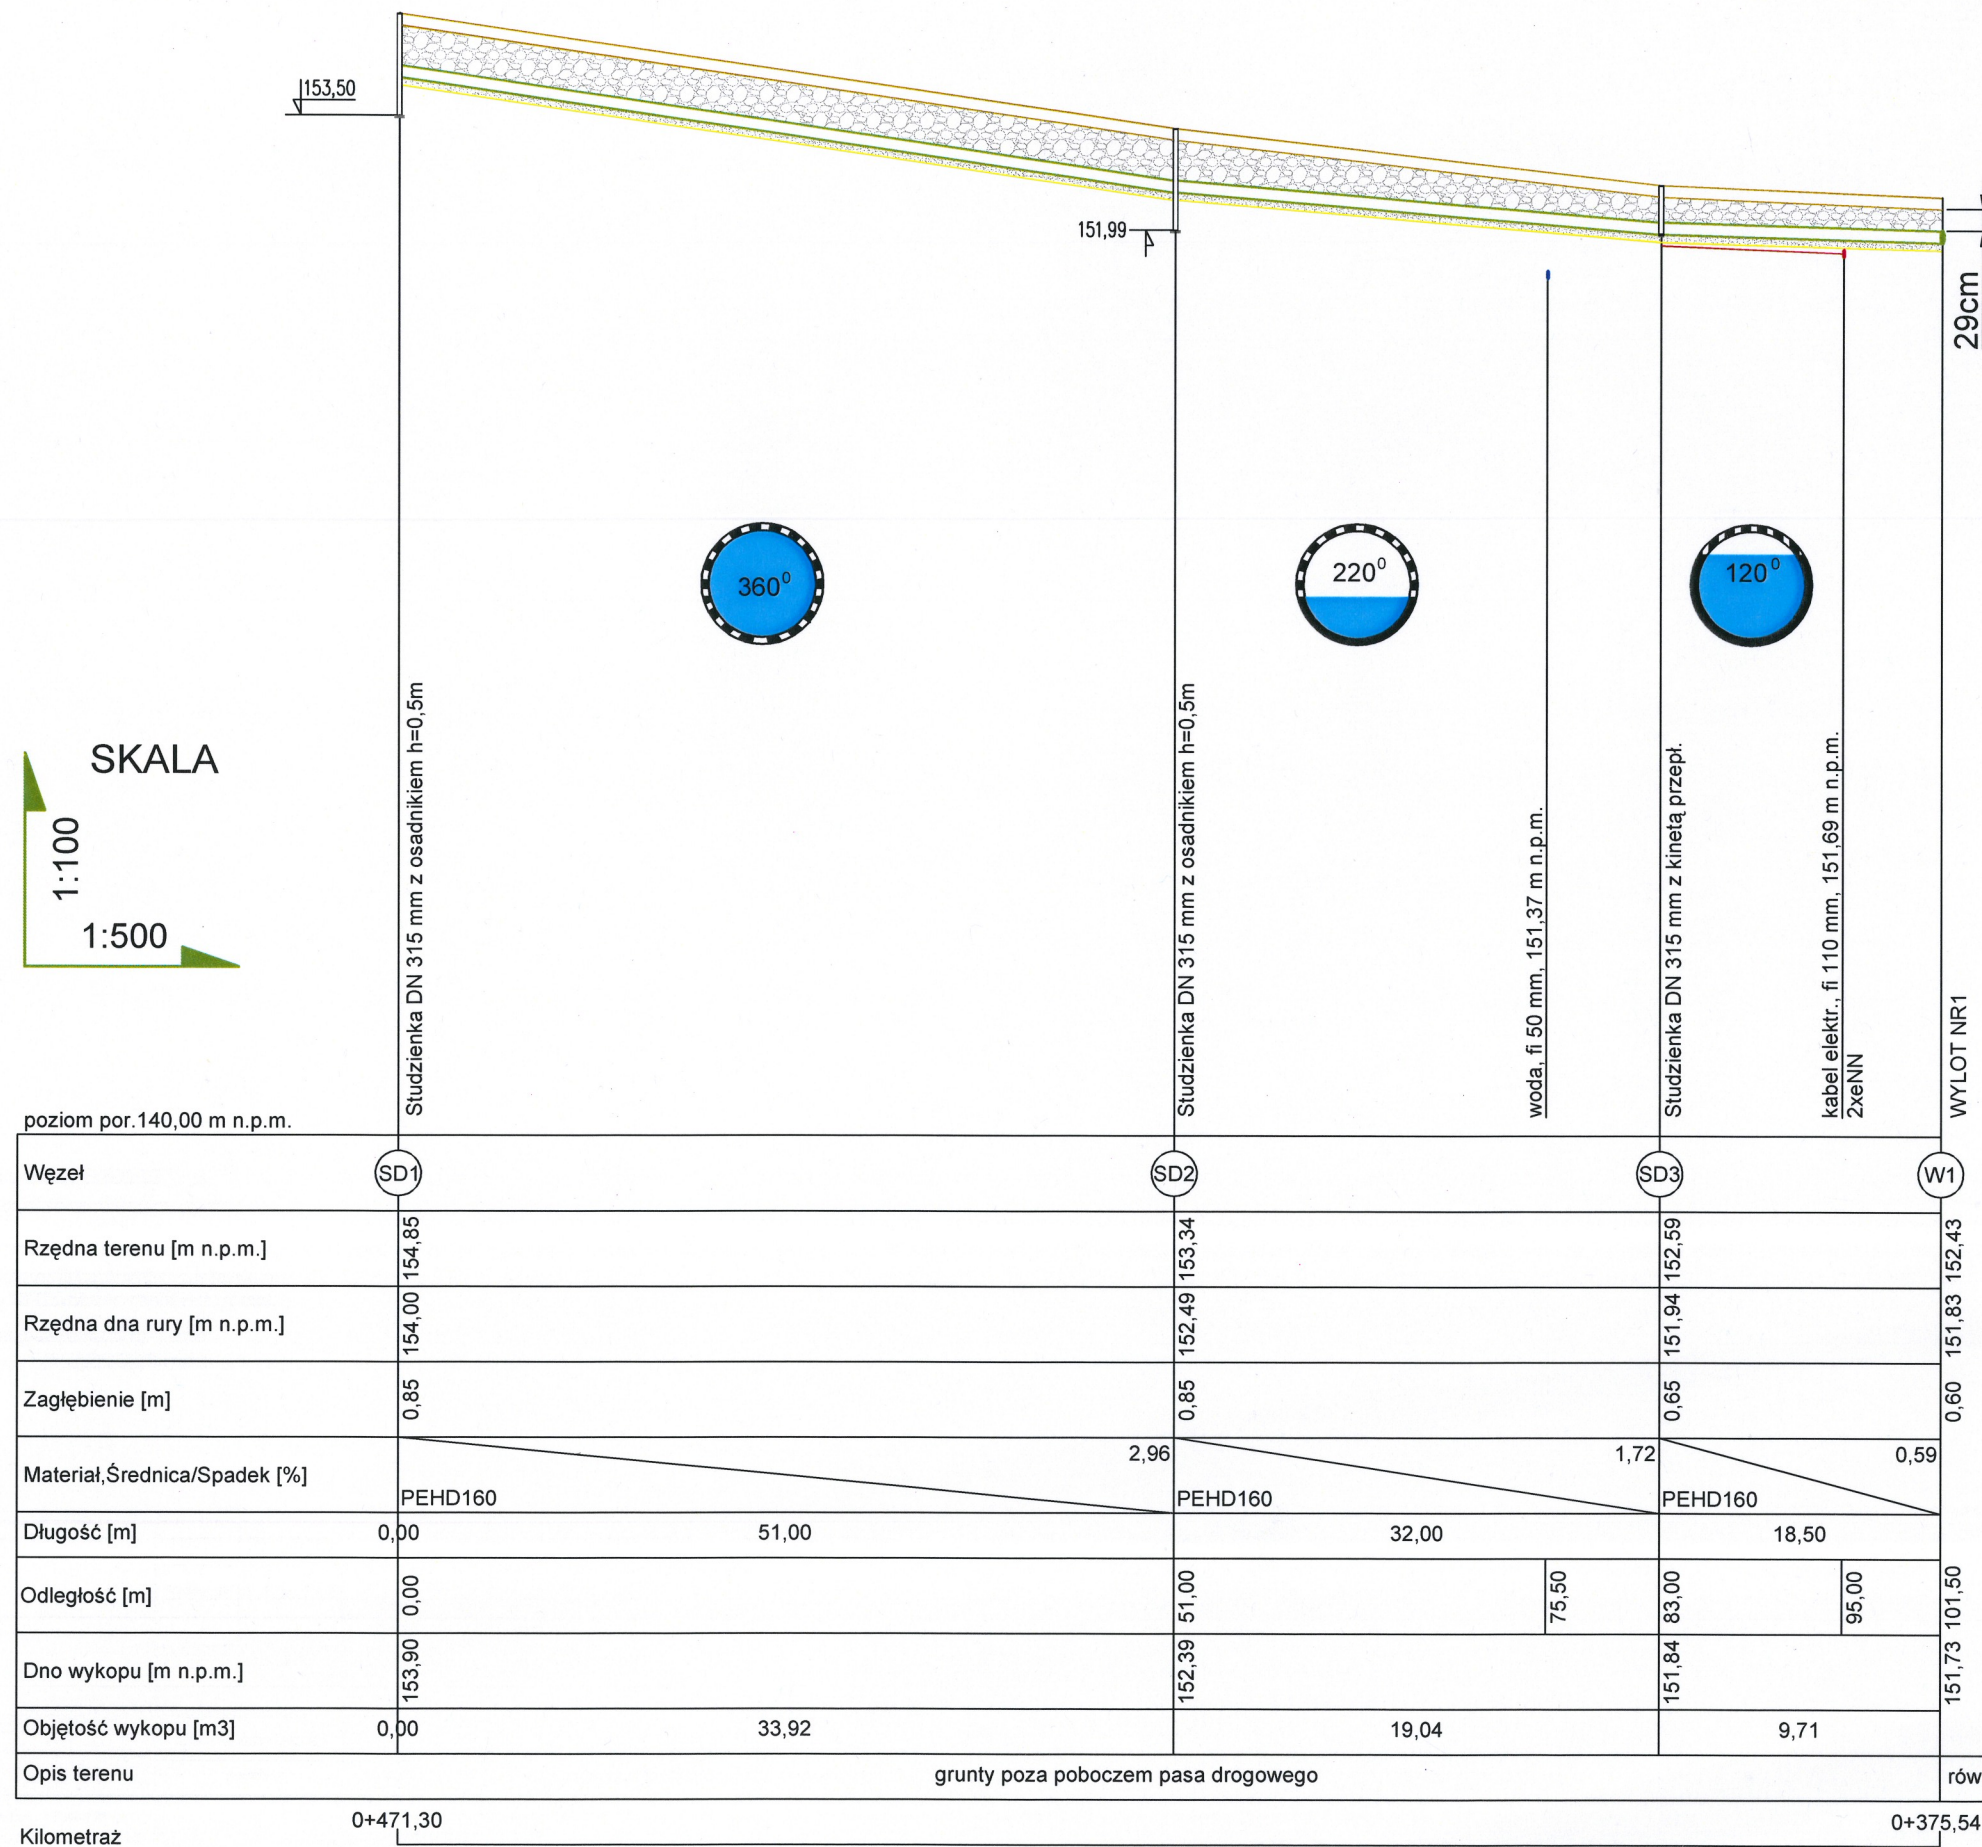 153,50
151,99
29cm
360⁰
220⁰
120⁰
SKALA
1:100
1:500
Studzienka DN 315 mm z osadnikiem h=0,5m
Studzienka DN 315 mm z osadnikiem h=0,5m
woda, fi 50 mm, 151,37 m n.p.m.
Studzienka DN 315 mm z kinetą przepł.
kabel elektr., fi 110 mm, 151,69 m n.p.m.
2xeNN
WYLOT NR1
poziom por.140,00 m n.p.m.
Węzeł SD1 SD2 SD3 W1
Rzędna terenu [m n.p.m.] 154,85 153,34 152,59 152,43
Rzędna dna rury [m n.p.m.] 154,00 152,49 151,94 151,83
Zagłębienie [m] 0,85 0,85 0,65 0,60
2,96 1,72 0,59
Materiał,Średnica/Spadek [%]
PEHD160 PEHD160 PEHD160
Długość [m] 0,00 51,00 32,00 18,50
Odległość [m] 0,00 51,00 75,50 83,00 95,00 101,50
Dno wykopu [m n.p.m.] 153,90 152,39 151,84 151,73
Objętość wykopu [m3] 0,00 33,92 19,04 9,71
Opis terenu grunty poza poboczem pasa drogowego rów
0+471,30 0+375,54
Kilometraż